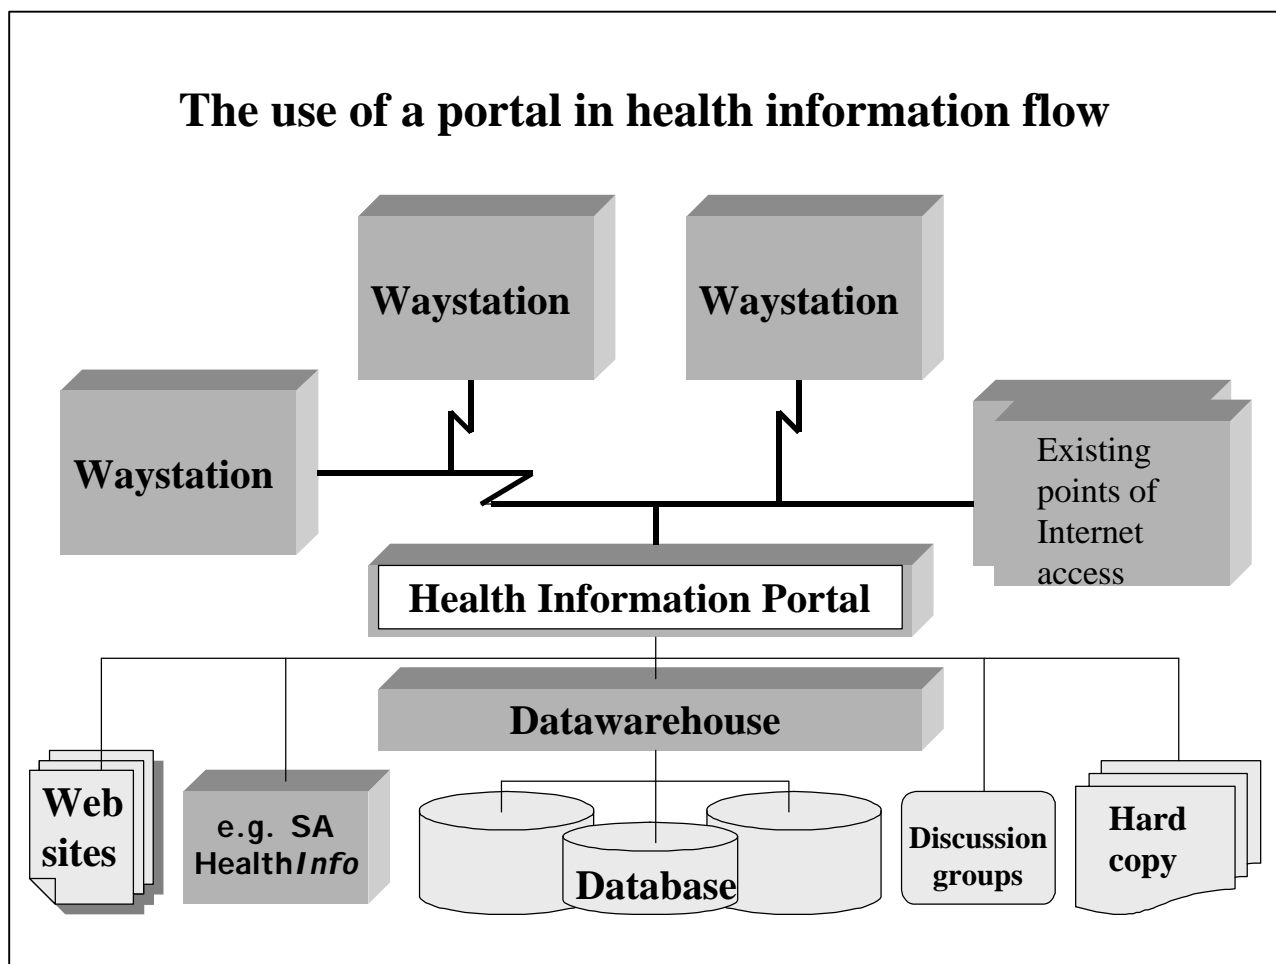 The use of a portal in health information flow
Waystation
Waystation
Waystation
Existing
points of
Internet
access
Health Information Portal
Datawarehouse
Web
sites
e.g. SA
HealthInfo
Database
Discussion
groups
Hard
copy